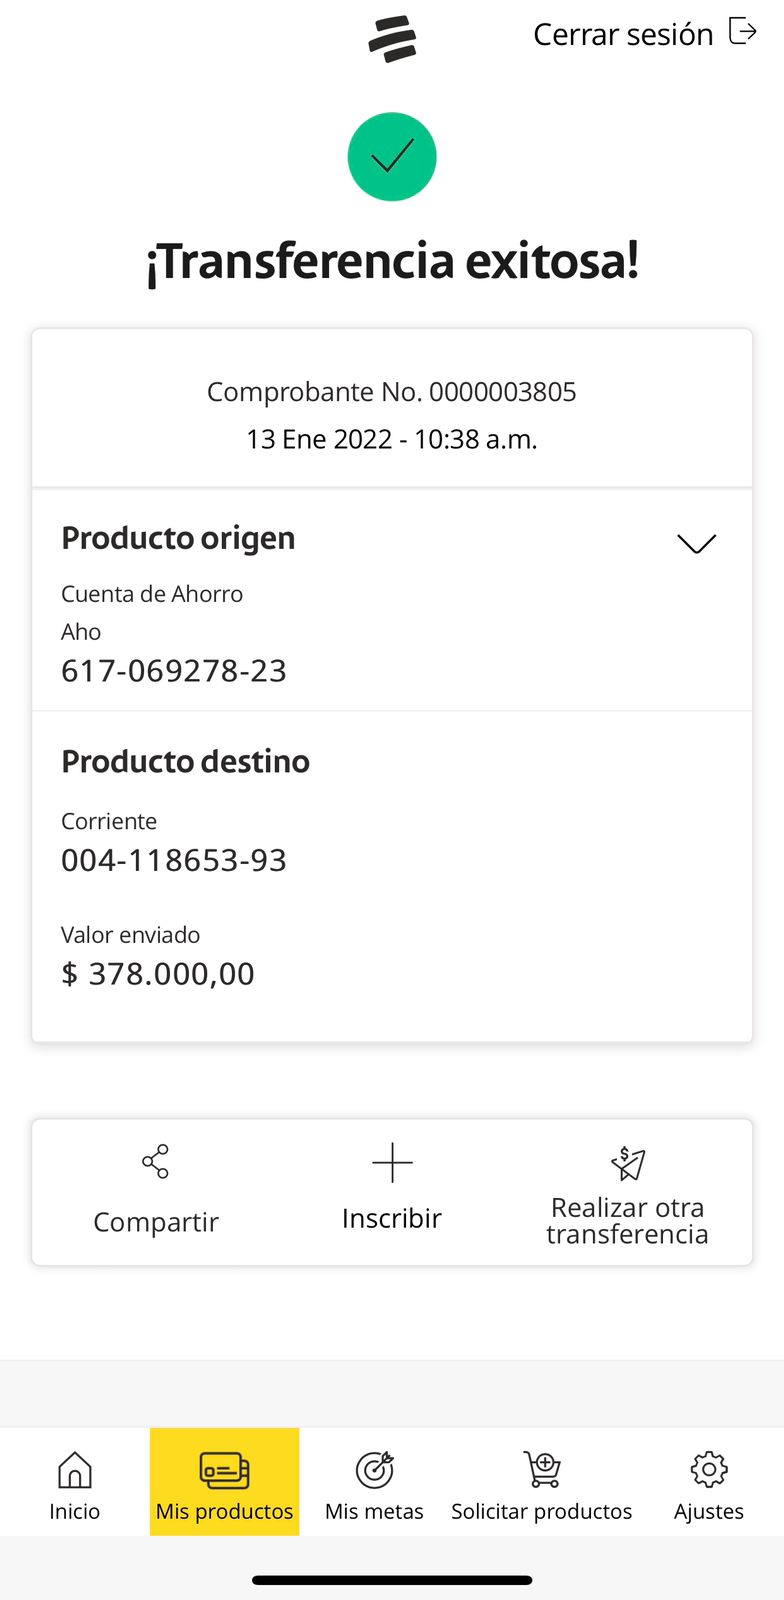 Cerrar sesión
¡Transferencia exitosa!
Comprobante No. 0000003805
13 Ene 2022 - 10:38 a.m.
Producto origen
Cuenta de Ahorro
Aho
617-069278-23
Producto destino
Corriente
004-118653-93
Valor enviado
$ 378.000,00
Compartir
Inscribir
Realizar otra
transferencia
Inicio
Mis productos
Mis metas
Solicitar productos
Ajustes